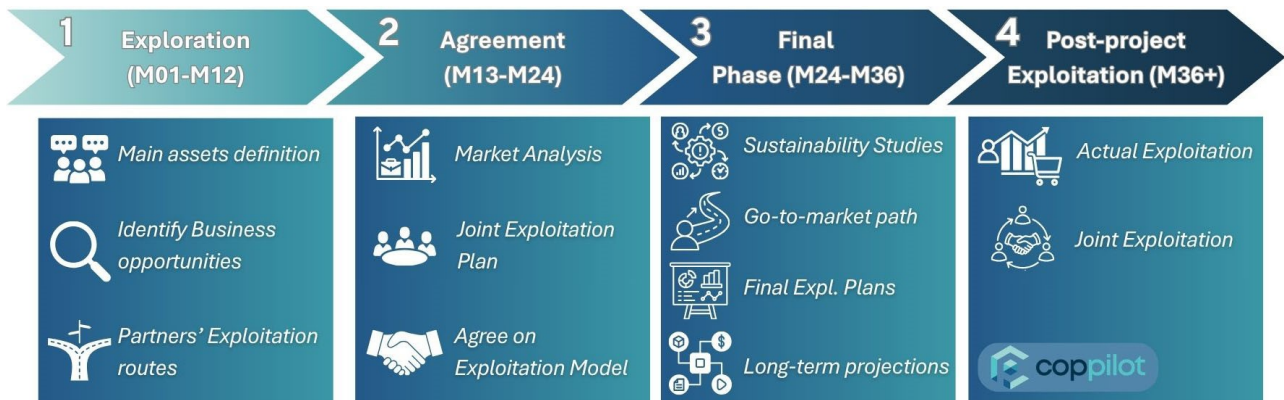 1
Exploration
(M01-M12)
Main assets definition
Identify Business
opportunities
Partners' Exploitation
routes
2
Agreement
(M13-M24)
Market Analysis
Joint Exploitation
Plan
Agree on
Exploitation Model
3
Final
Phase (M24-M36)
Sustainability Studies
Go-to-market path
Final Expl. Plans
Long-term projections
4
Post-project
Exploitation (M36+)
Actual Exploitation
Joint Exploitation
coppilot